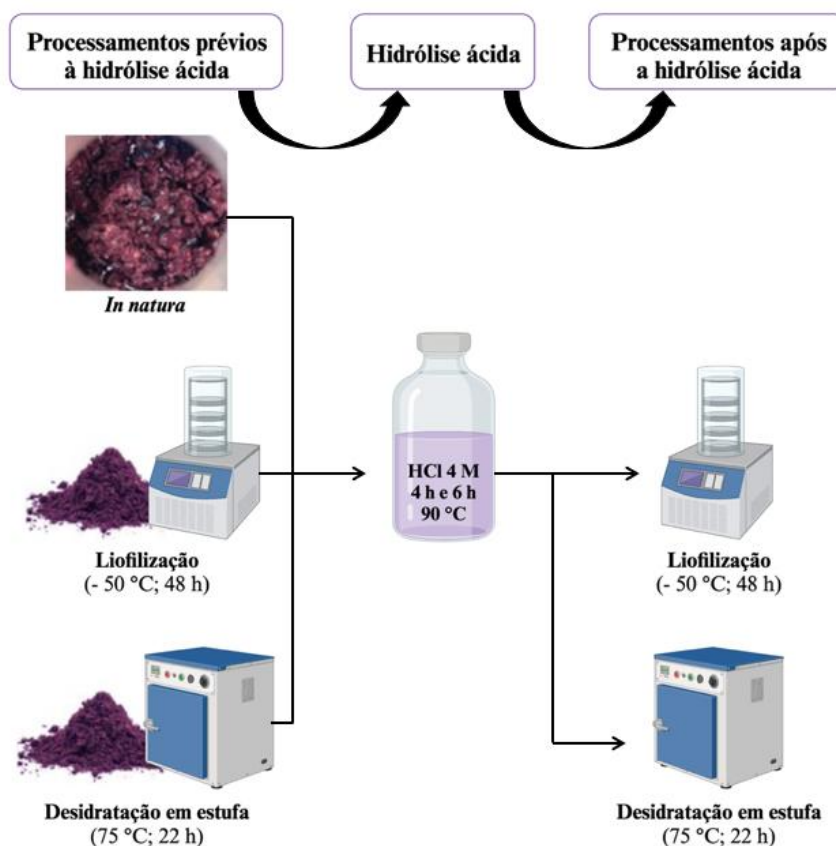 Processamentos prévios
à hidrólise ácida
Hidrólise ácida
Processamentos após
a hidrólise ácida
In natura
HCl 4 M
4 h e 6 h
90 °C
Liofilização
(- 50 °C; 48 h)
Liofilização
(- 50 °C; 48 h)
Desidratação em estufa
(75 °C; 22 h)
Desidratação em estufa
(75 °C; 22 h)